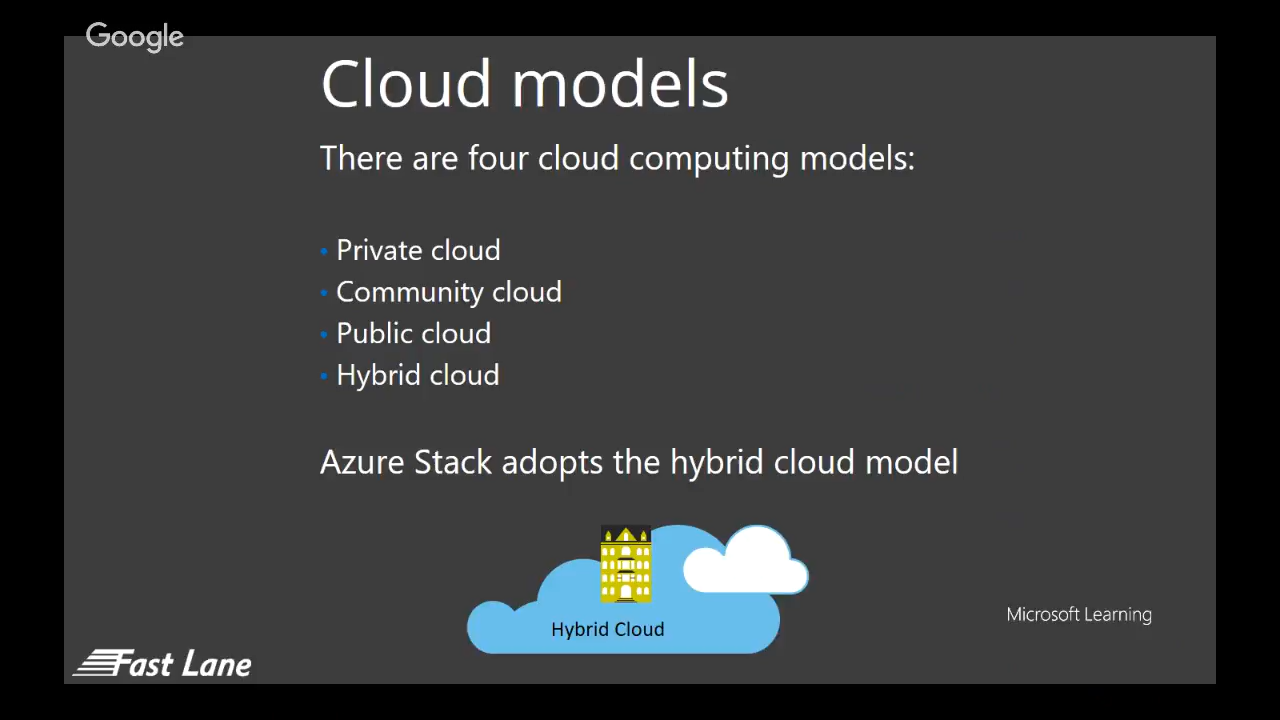 Google
Cloud models
There are four cloud computing models:
• Private cloud
• Community cloud
• Public cloud
• Hybrid cloud
Azure Stack adopts the hybrid cloud model
Hybrid Cloud
Microsoft Learning
Fast Lane